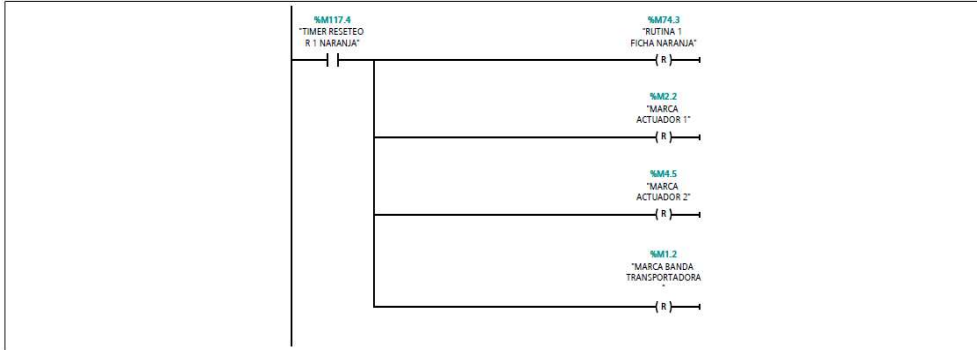 %M117.4
"TIMER RESETEO
R 1 NARANJA"
%M74.3
"RUTINA 1
FICHA NARANJA"
R
%M2.2
"MARCA
ACTUADOR 1"
R
%M4.5
"MARCA
ACTUADOR 2"
R
%M1.2
"MARCA BANDA
TRANSPORTADORA
"
R